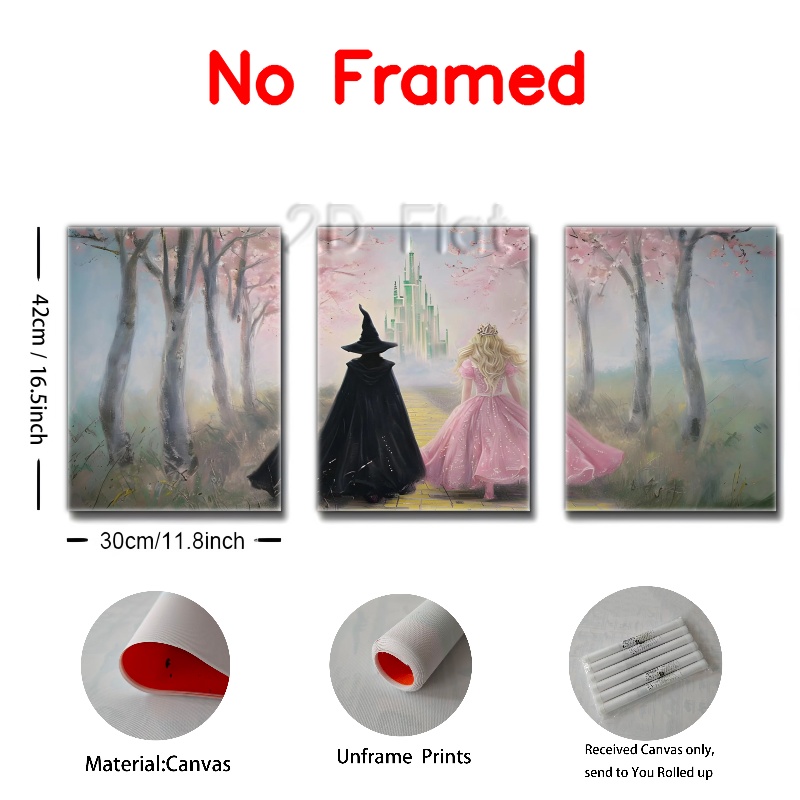 No Framed
2D Flat
42cm / 16.5inch
30cm/11.8inch
Material:Canvas
Unframe Prints
Received Canvas only,
send to You Rolled up